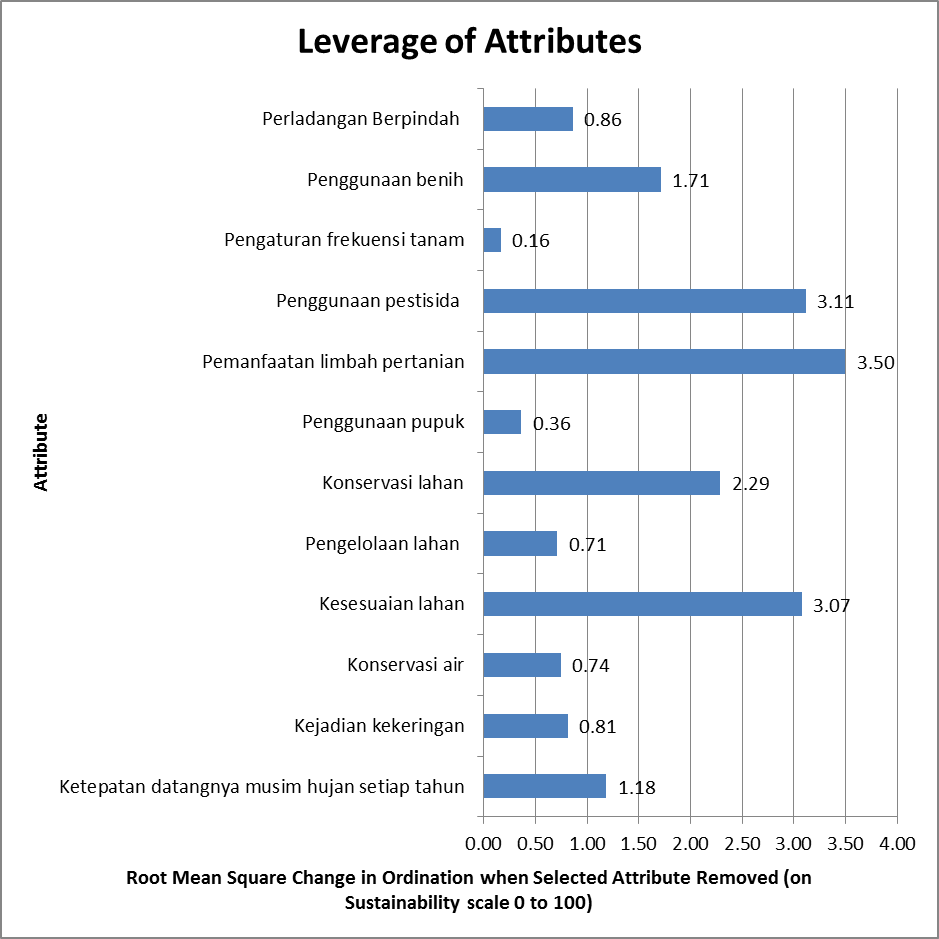 Leverage of Attributes
Perladangan Berpindah 0.86
Penggunaan benih 1.71
Pengaturan frekuensi tanam 0.16
Penggunaan pestisida 3.11
Pemanfaatan limbah pertanian 3.50
Penggunaan pupuk 0.36
Konservasi lahan 2.29
Pengelolaan lahan 0.71
Kesesuaian lahan 3.07
Konservasi air 0.74
Kejadian kekeringan 0.81
Ketepatan datangnya musim hujan setiap tahun 1.18
Attribute
0.00 0.50 1.00 1.50 2.00 2.50 3.00 3.50 4.00
Root Mean Square Change in Ordination when Selected Attribute Removed (on
Sustainability scale 0 to 100)